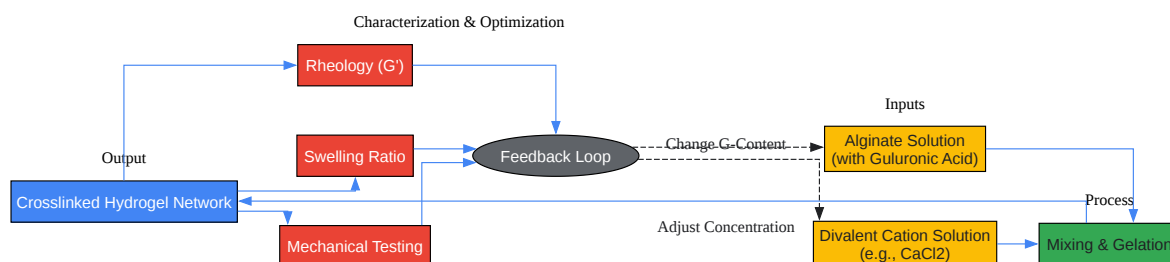 Characterization & Optimization
Rheology (G')
Inputs
Output
Swelling Ratio
Feedback Loop
Change G-Content
Alginate Solution
(with Guluronic Acid)
Crosslinked Hydrogel Network
Process
Mechanical Testing
Adjust Concentration
Divalent Cation Solution
(e.g., CaCl2)
Mixing & Gelation